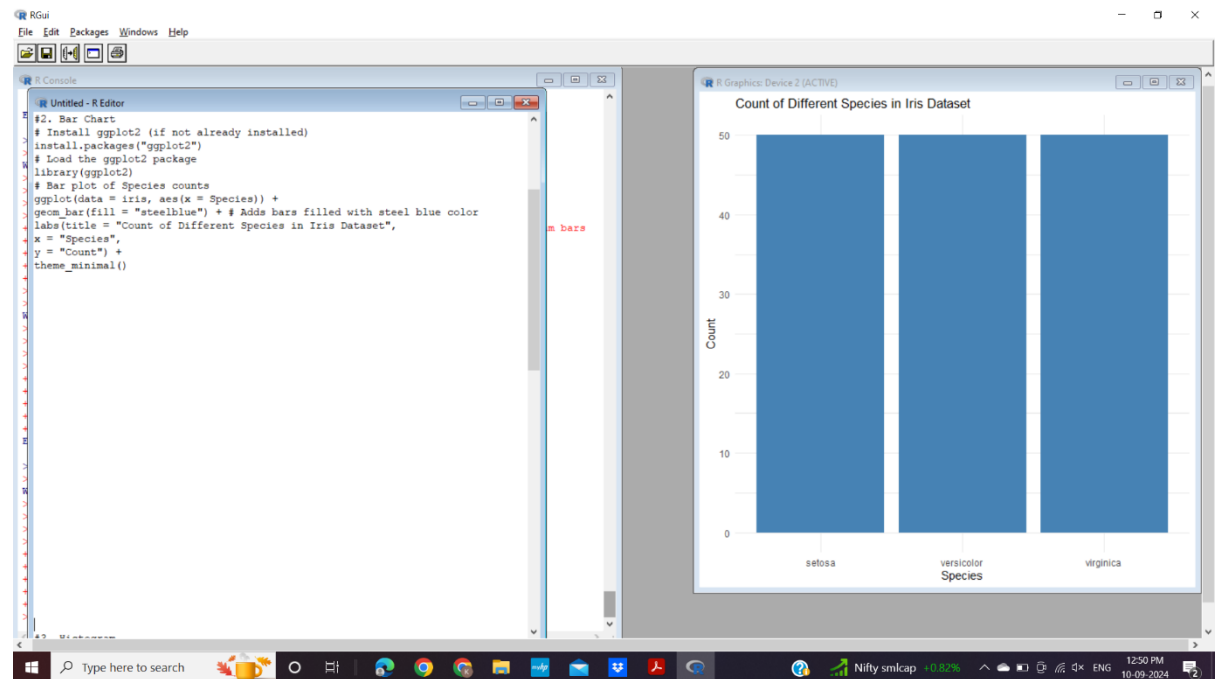 RGui
File Edit Packages Windows Help
R Console
Untitled - R Editor
#2. Bar Chart
# Install ggplot2 (if not already installed)
install.packages("ggplot2")
# Load the ggplot2 package
library(ggplot2)
# Bar plot of Species counts
ggplot(data = iris, aes(x = Species)) +
geom_bar(fill = "steelblue") + # Adds bars filled with steel blue color
labs(title = "Count of Different Species in Iris Dataset",
x = "Species",
y = "Count") +
theme_minimal()
#3. Histogram
m bars
R Graphics: Device 2 (ACTIVE)
Count of Different Species in Iris Dataset
50
40
30
20
10
0
Count
setosa versicolor virginica
Species
Type here to search
Nifty smlcap +0.82%
ENG
12:50 PM
10-09-2024